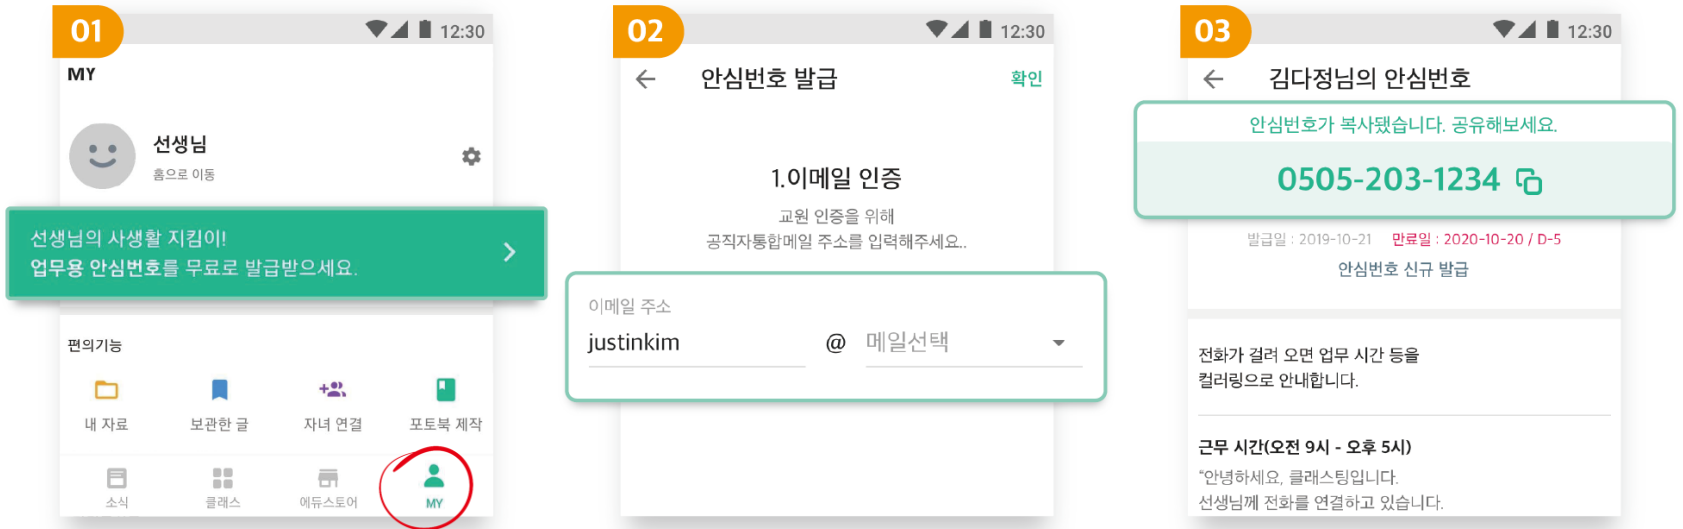 01
12:30
MY
선생님
홈으로 이동
선생님의 사생활 지킴이!
업무용 안심번호를 무료로 발급받으세요.
편의기능
내 자료
보관한 글
자녀 연결
포토북 제작
소식
클래스
에듀스토어
MY
02
12:30
안심번호 발급
확인
1.이메일 인증
교원 인증을 위해
공직자통합메일 주소를 입력해주세요..
이메일 주소
justinkim @ 메일선택
03
12:30
김다정님의 안심번호
안심번호가 복사됐습니다. 공유해보세요.
0505-203-1234
발급일 : 2019-10-21 만료일 : 2020-10-20 / D-5
안심번호 신규 발급
전화가 걸려 오면 업무 시간 등을
컬러링으로 안내합니다.
근무 시간(오전 9시 - 오후 5시)
“안녕하세요, 클래스팅입니다.
선생님께 전화를 연결하고 있습니다.